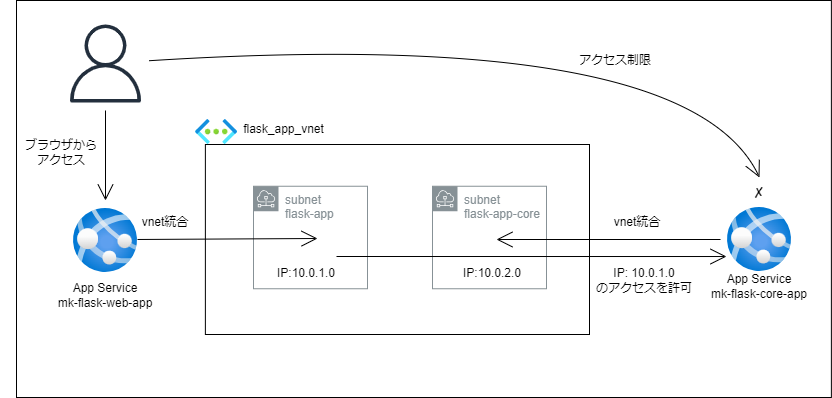 アクセス制限
flask_app_vnet
ブラウザから
アクセス
subnet
flask-app
subnet
flask-app-core
✗
vnet統合
vnet統合
IP:10.0.1.0
IP:10.0.2.0
IP: 10.0.1.0
のアクセスを許可
App Service
mk-flask-web-app
App Service
mk-flask-core-app